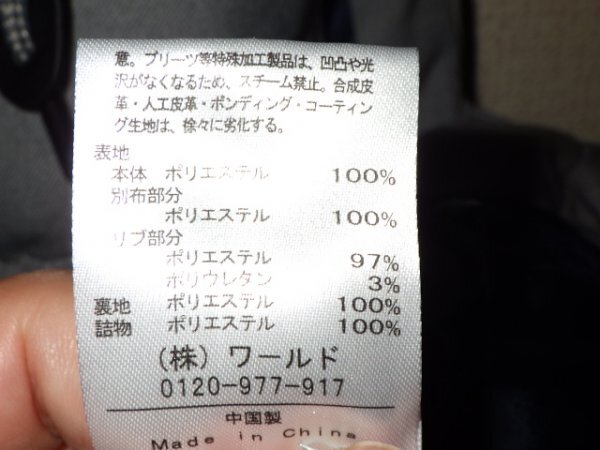 意。プリーツ等特殊加工製品は、凹凸や光
沢がなくなるため、スチーム禁止。合成皮
革・人工皮革・ボンディング・コーティン
グ生地は、徐々に劣化する。
表地
本体 ポリエステル 100%
別布部分
ポリエステル 100%
リブ部分
ポリエステル 97%
ポリウレタン 3%
裏地 ポリエステル 100%
詰物 ポリエステル 100%
(株) ワールド
0120-977-917
中国製
Made in China